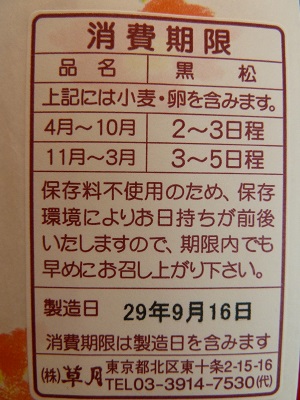 消費期限
品名 黒松
上記には小麦・卵を含みます。
4月～10月 2～3日程
11月～3月 3～5日程
保存料不使用のため、保存
環境によりお日持ちが前後
いたしますので、期限内でも
早めにお召し上がり下さい。
製造日 29年9月16日
消費期限は製造日を含みます
㈱草月 東京都北区東十条2-15-16
TEL03-3914-7530㈹